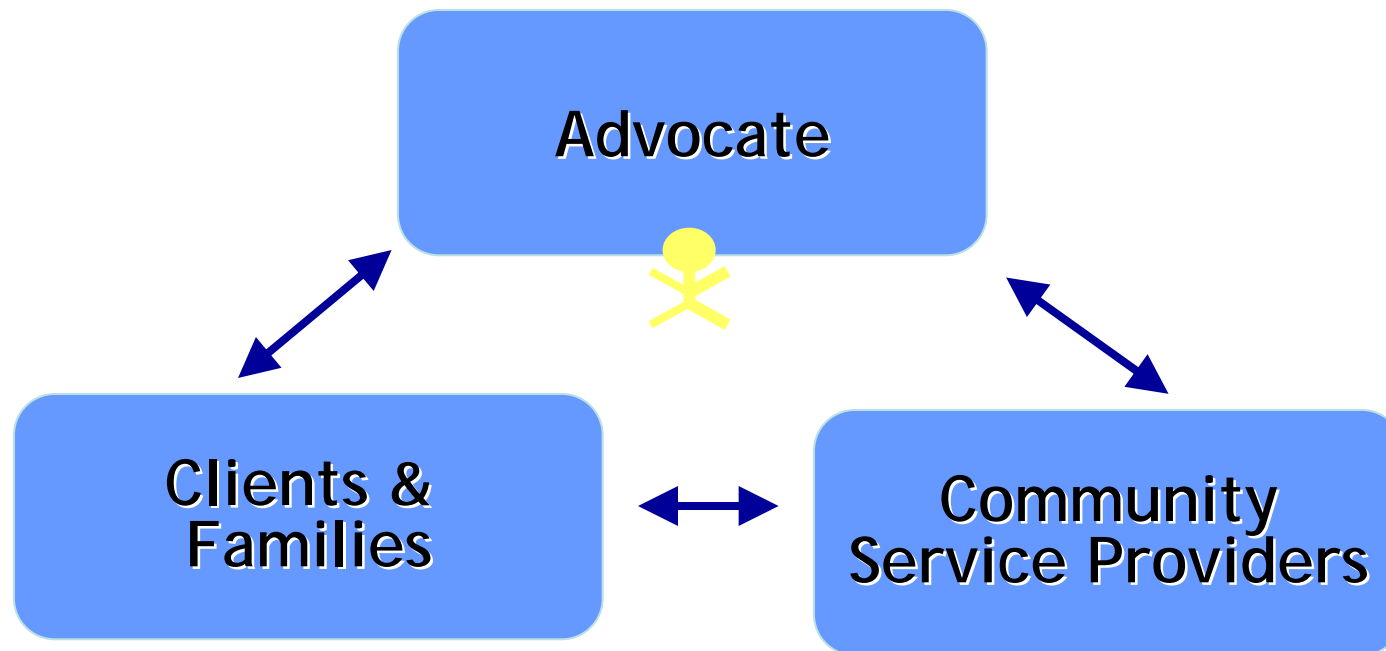 Advocate
Clients &
Families
Community
Service Providers